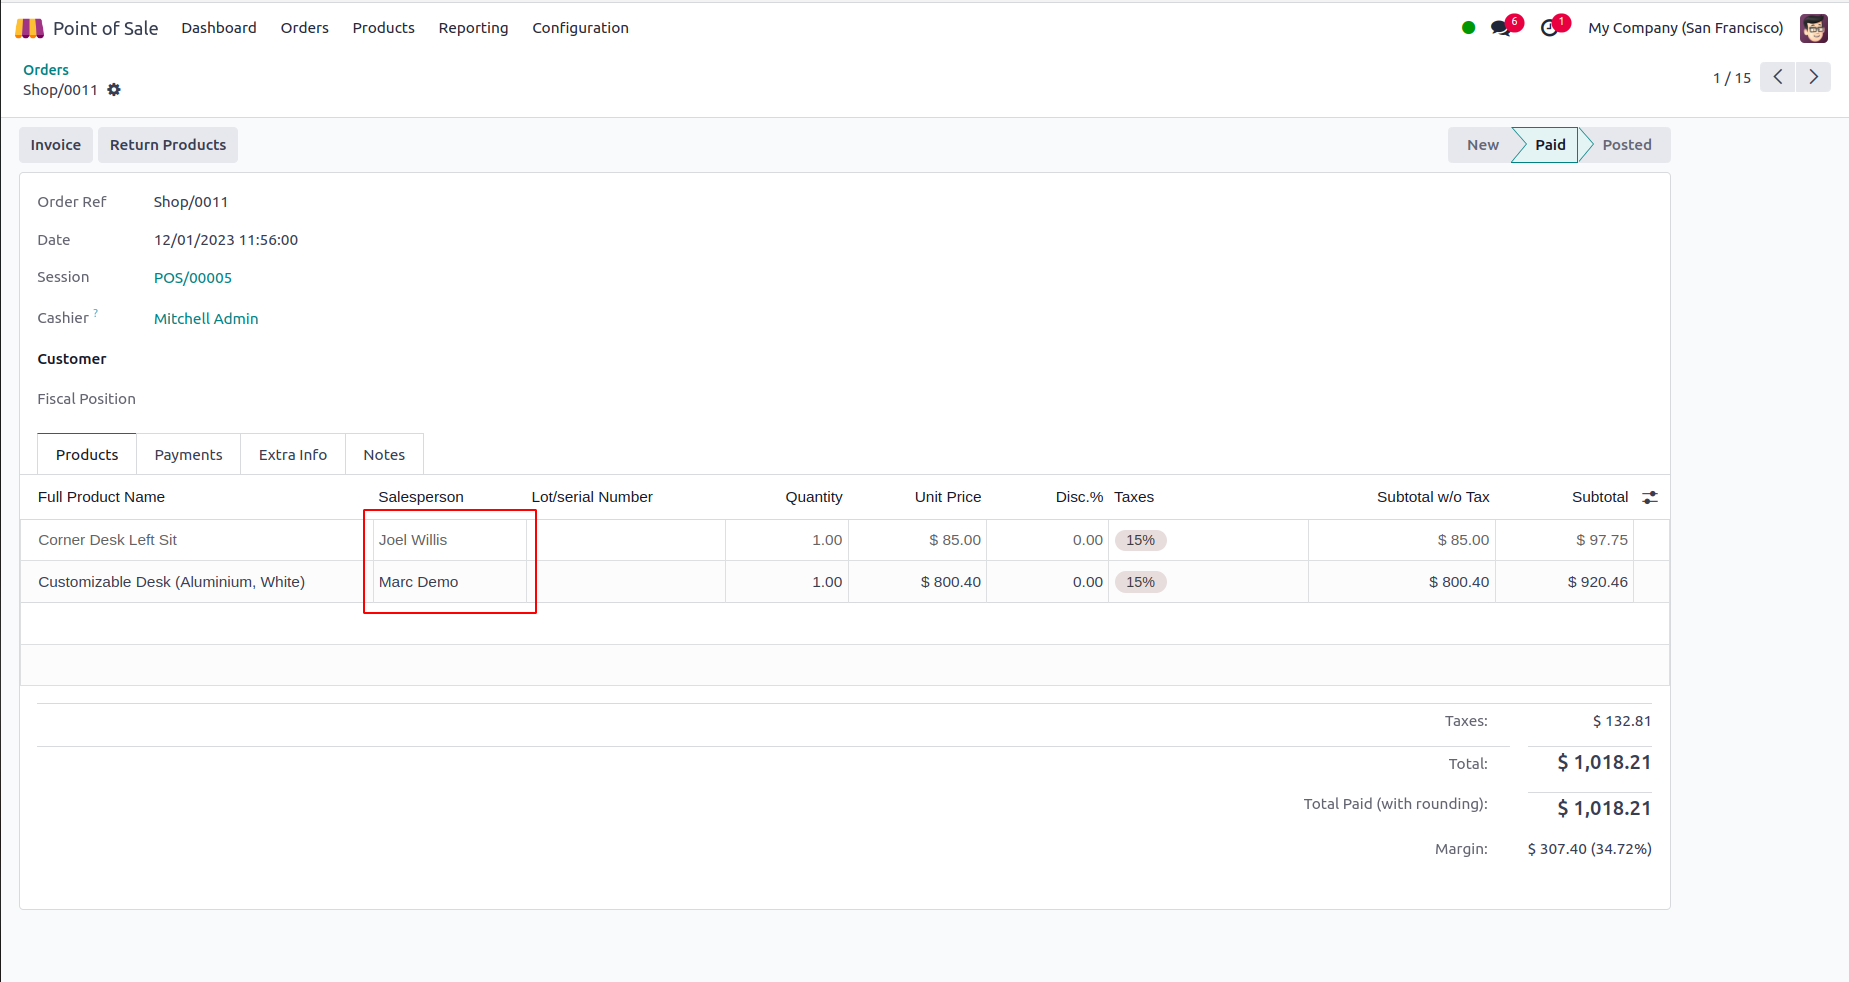 Point of Sale Dashboard Orders Products Reporting Configuration 6 1 My Company (San Francisco)
Orders
Shop/0011 1 / 15
Invoice Return Products New Paid Posted
Order Ref Shop/0011
Date 12/01/2023 11:56:00
Session POS/00005
Cashier ? Mitchell Admin
Customer
Fiscal Position
Products Payments Extra Info Notes
Full Product Name Salesperson Lot/serial Number Quantity Unit Price Disc.% Taxes Subtotal w/o Tax Subtotal
Corner Desk Left Sit Joel Willis 1.00 $ 85.00 0.00 15% $ 85.00 $ 97.75
Customizable Desk (Aluminium, White) Marc Demo 1.00 $ 800.40 0.00 15% $ 800.40 $ 920.46
Taxes: $ 132.81
Total: $ 1,018.21
Total Paid (with rounding): $ 1,018.21
Margin: $ 307.40 (34.72%)